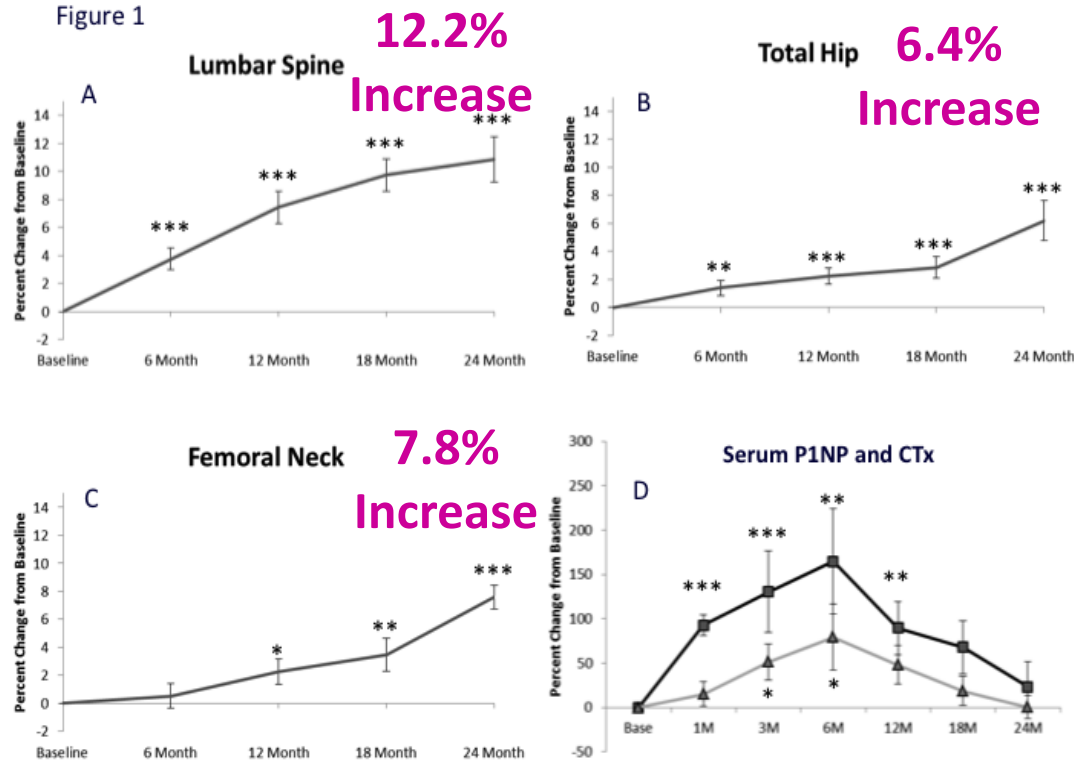 Figure 1
Lumbar Spine
12.2%
Increase
A
Percent Change from Baseline
14
12
10
8
6
4
2
0
-2
***
***
***
***
Baseline
6 Month
12 Month
18 Month
24 Month
Total Hip
6.4%
Increase
B
Percent Change from Baseline
14
12
10
8
6
4
2
0
-2
**
***
***
***
Baseline
6 Month
12 Month
18 Month
24 Month
Femoral Neck
7.8%
Increase
C
Percent Change from Baseline
14
12
10
8
6
4
2
0
-2
*
**
***
Baseline
6 Month
12 Month
18 Month
24 Month
Serum P1NP and CTx
D
Percent Change from Baseline
300
250
200
150
100
50
0
-50
***
***
**
**
*
*
Base
1M
3M
6M
12M
18M
24M